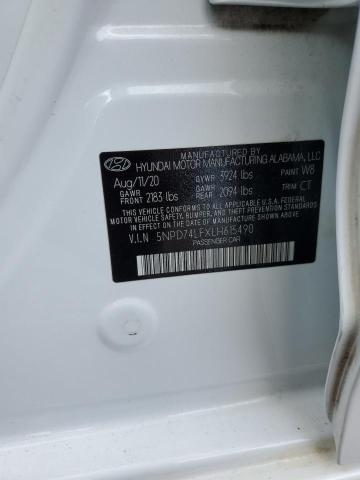 MANUFACTURED BY
HYUNDAI MOTOR MANUFACTURING ALABAMA, LLC
Aug/11/20 GVWR 3924 lbs PAINT W8
GAWR FRONT 2183 lbs GAWR REAR 2094 lbs TRIM CT
THIS VEHICLE CONFORMS TO ALL APPLICABLE U.S.A. FEDERAL
MOTOR VEHICLE SAFETY, BUMPER, AND THEFT PREVENTION
STANDARDS IN EFFECT ON THE DATE OF MANUFACTURE SHOWN ABOVE.
V.I.N 5NPD74LFXLH615490
PASSENGER CAR